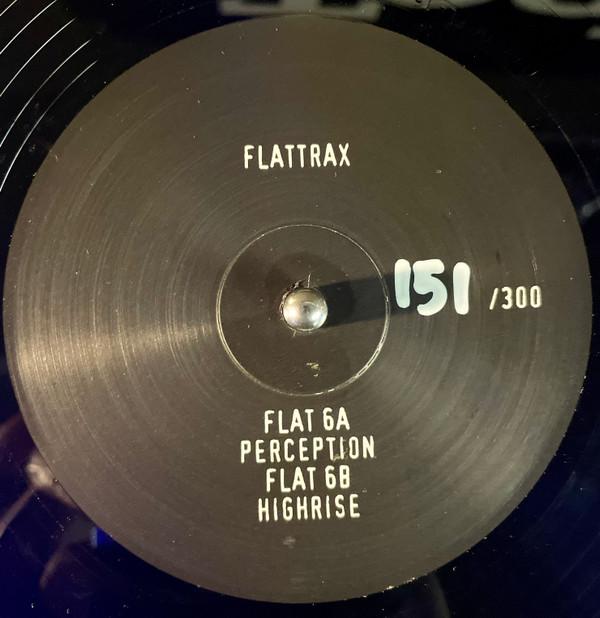 FLATTRAX
151 /300
FLAT 6A
PERCEPTION
FLAT 6B
HIGHRISE